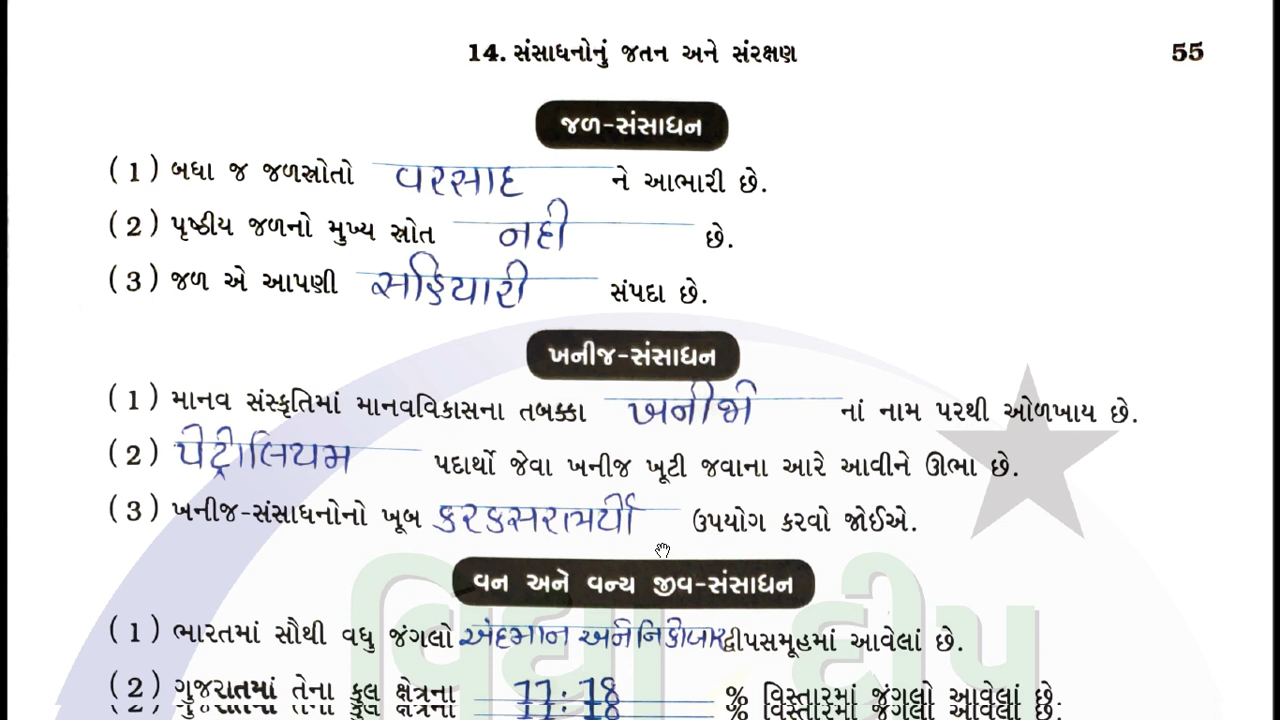 14. સંસાધનોનું જતન અને સંરક્ષણ 55
જળ-સંસાધન
(1) બધા જ જળસ્રોતો વરસાદ ને આભારી છે.
(2) પૃષ્ઠીય જળનો મુખ્ય સ્રોત નદી છે.
(3) જળ એ આપણી સહિયારી સંપદા છે.
ખનીજ-સંસાધન
(1) માનવ સંસ્કૃતિમાં માનવવિકાસના તબક્કા ખનીજો નાં નામ પરથી ઓળખાય છે.
(2) પેટ્રોલિયમ પદાર્થો જેવા ખનીજ ખૂટી જવાના આરે આવીને ઊભા છે.
(3) ખનીજ-સંસાધનોનો ખૂબ કરકસરભર્યો ઉપયોગ કરવો જોઈએ.
વન અને વન્ય જીવ-સંસાધન
(1) ભારતમાં સૌથી વધુ જંગલો અંદમાન અને નિકોબાર દ્વીપસમૂહમાં આવેલાં છે.
(2) ગુજરાતમાં તેના કુલ ક્ષેત્રના 11.18 % વિસ્તારમાં જંગલો આવેલાં છે.
વિદ્યા દીપ